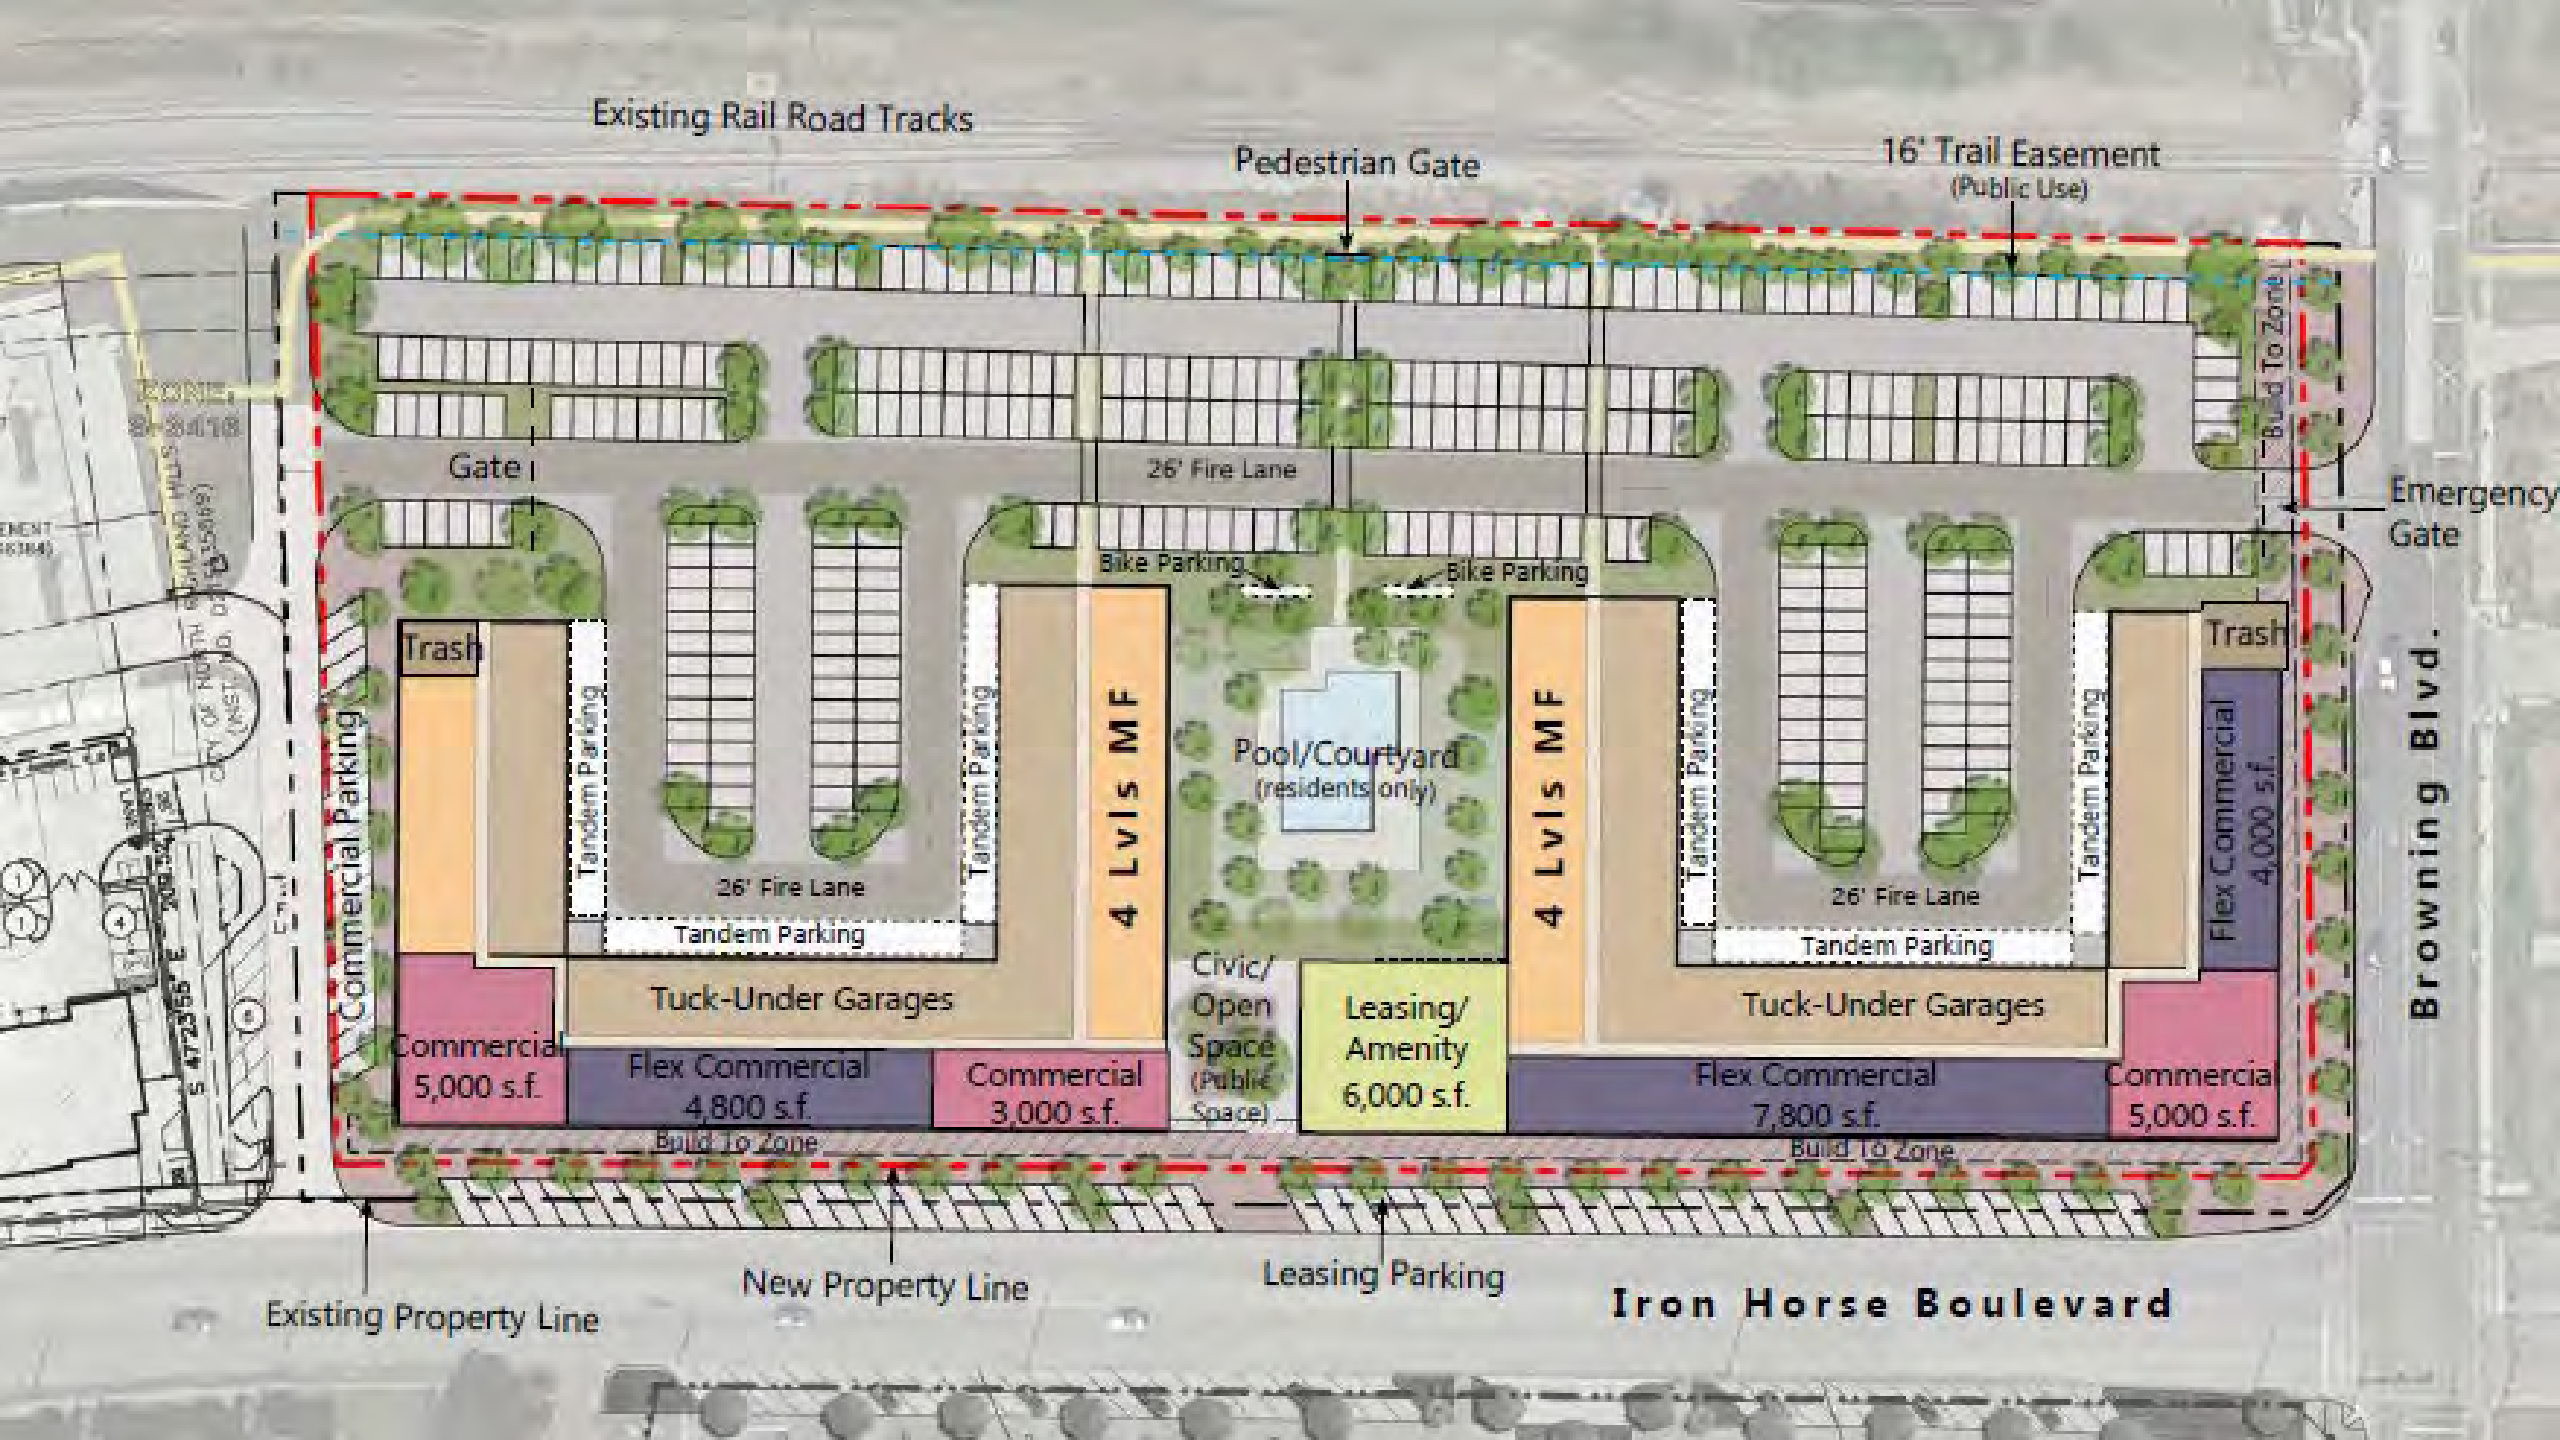 Existing Rail Road Tracks
Pedestrian Gate
16' Trail Easement
(Public Use)
Build To Zone
Gate
26' Fire Lane
Emergency
Gate
Bike Parking
Bike Parking
Trash
Trash
Commercial Parking
Tandem Parking
Tandem Parking
4 Lvls MF
Pool/Courtyard
(residents only)
4 Lvls MF
Tandem Parking
Tandem Parking
Flex Commercial
4,000 s.f.
Browning Blvd.
26' Fire Lane
26' Fire Lane
Tandem Parking
Tandem Parking
Tuck-Under Garages
Civic/
Open
Space
(Public
Space)
Leasing/
Amenity
6,000 s.f.
Tuck-Under Garages
Commercial
5,000 s.f.
Flex Commercial
4,800 s.f.
Commercial
3,000 s.f.
Flex Commercial
7,800 s.f.
Commercial
5,000 s.f.
Build To Zone
Build To Zone
S 47°23'55" E
New Property Line
Leasing Parking
Existing Property Line
Iron Horse Boulevard